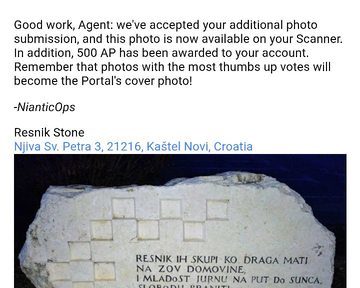 Good work, Agent: we've accepted your additional photo
submission, and this photo is now available on your Scanner.
In addition, 500 AP has been awarded to your account.
Remember that photos with the most thumbs up votes will
become the Portal's cover photo!
-NianticOps
Resnik Stone
Njiva Sv. Petra 3, 21216, Kaštel Novi, Croatia
RESNIK IH SKUPI KO DRAGA MATI
NA ZOV DOMOVINE,
I MLADOST JURNU NA PUT DO SUNCA,
SLOBODU BRANITI